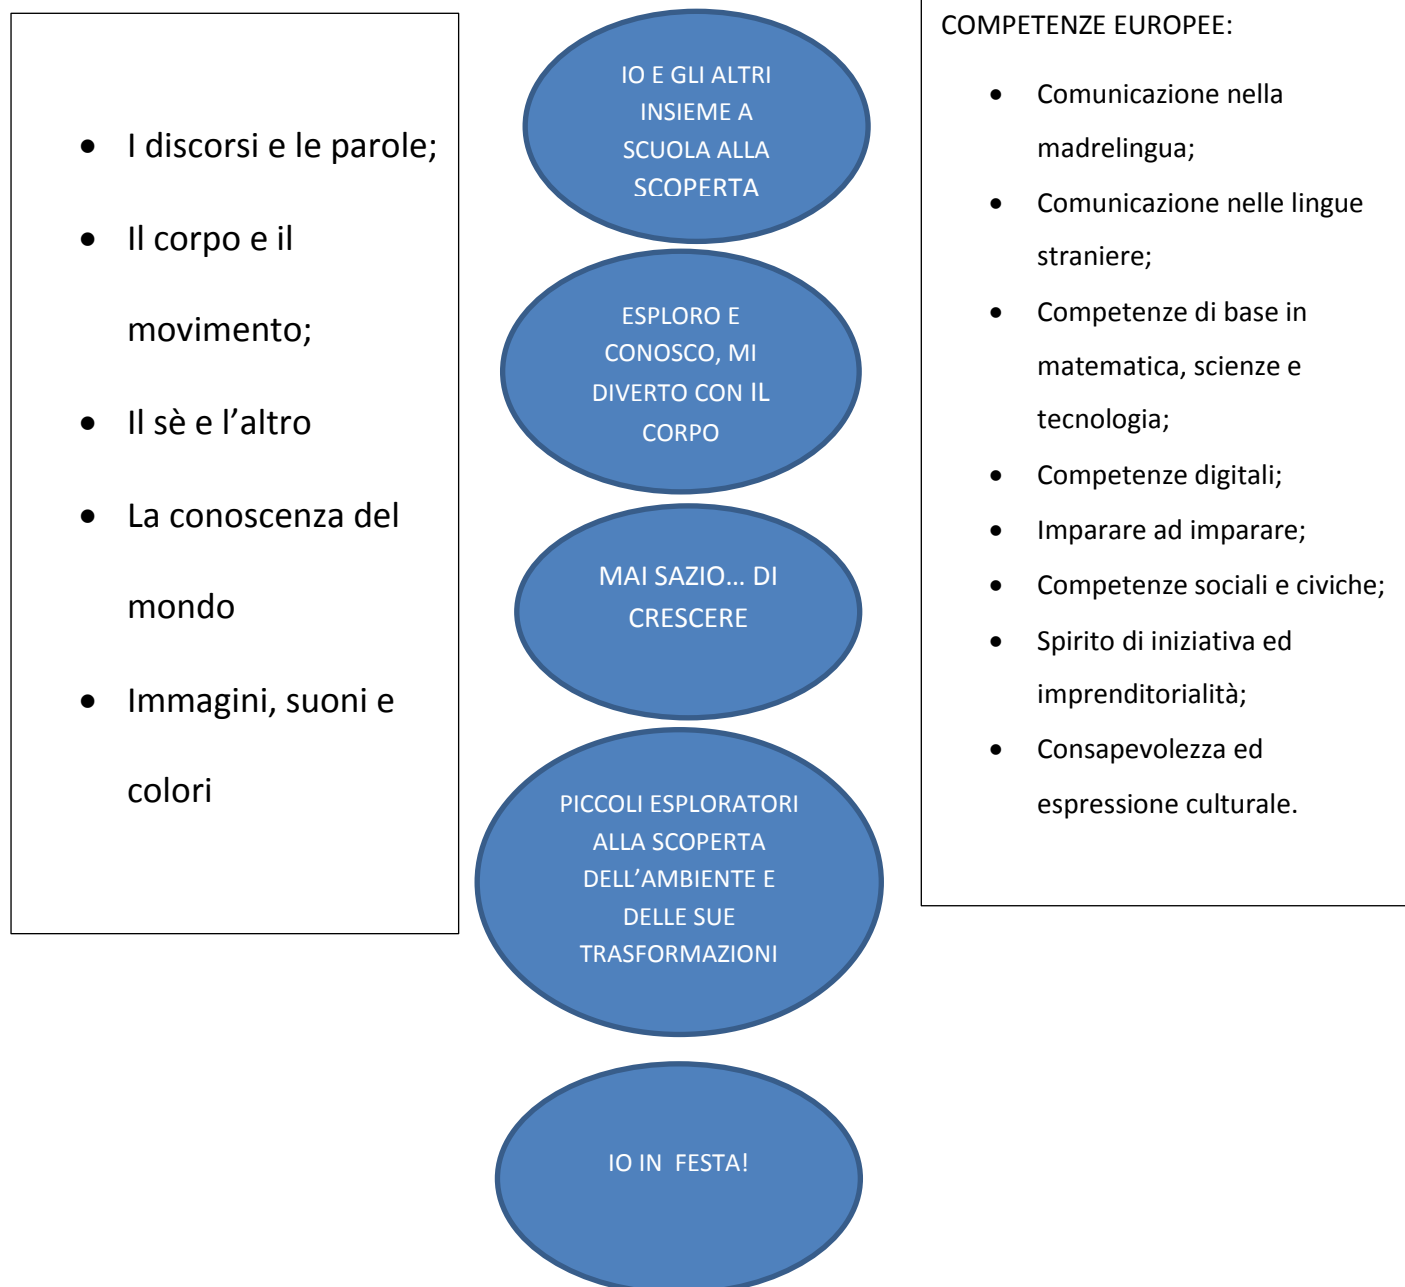 • I discorsi e le parole;
• Il corpo e il
movimento;
• Il sè e l’altro
• La conoscenza del
mondo
• Immagini, suoni e
colori
IO E GLI ALTRI
INSIEME A
SCUOLA ALLA
SCOPERTA
ESPLORO E
CONOSCO, MI
DIVERTO CON IL
CORPO
MAI SAZIO… DI
CRESCERE
PICCOLI ESPLORATORI
ALLA SCOPERTA
DELL’AMBIENTE E
DELLE SUE
TRASFORMAZIONI
IO IN  FESTA!
COMPETENZE EUROPEE:
• Comunicazione nella
madrelingua;
• Comunicazione nelle lingue
straniere;
• Competenze di base in
matematica, scienze e
tecnologia;
• Competenze digitali;
• Imparare ad imparare;
• Competenze sociali e civiche;
• Spirito di iniziativa ed
imprenditorialità;
• Consapevolezza ed
espressione culturale.